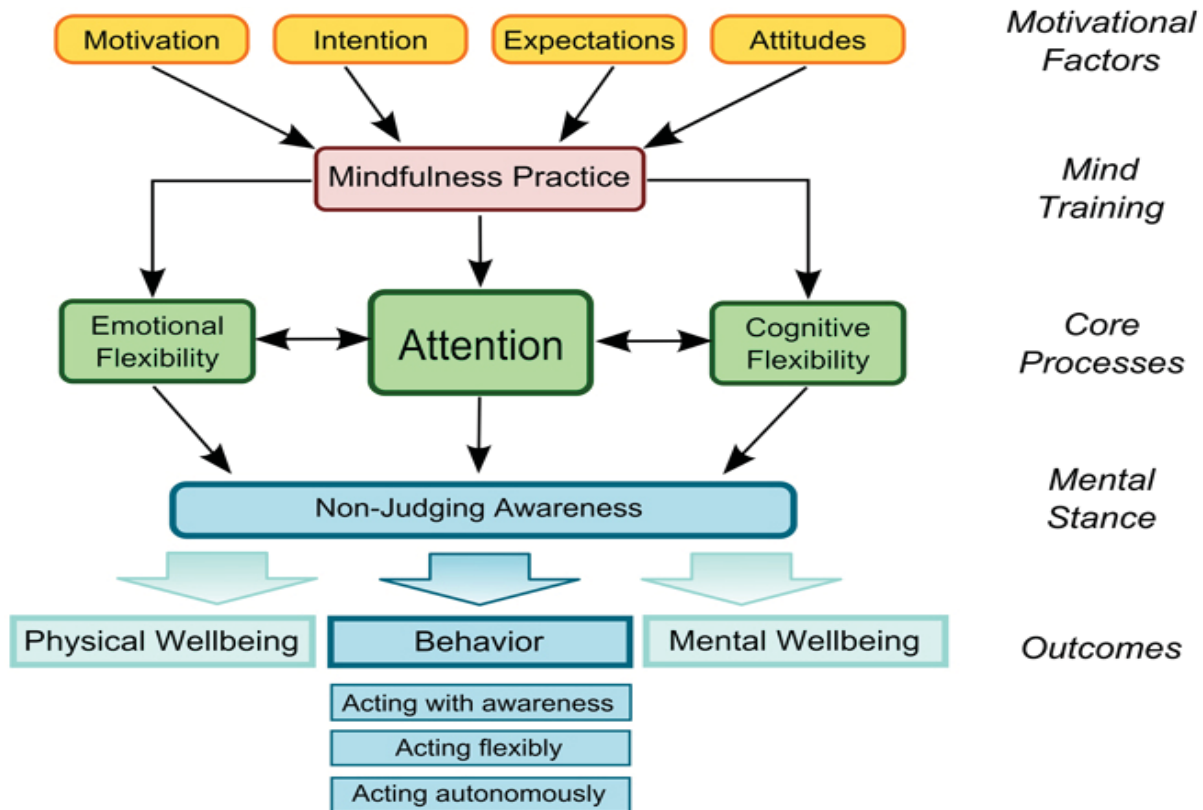 Motivation
Intention
Expectations
Attitudes
Motivational
Factors
Mindfulness Practice
Mind
Training
Emotional
Flexibility
Attention
Cognitive
Flexibility
Core
Processes
Non-Judging Awareness
Mental
Stance
Physical Wellbeing
Behavior
Mental Wellbeing
Outcomes
Acting with awareness
Acting flexibly
Acting autonomously